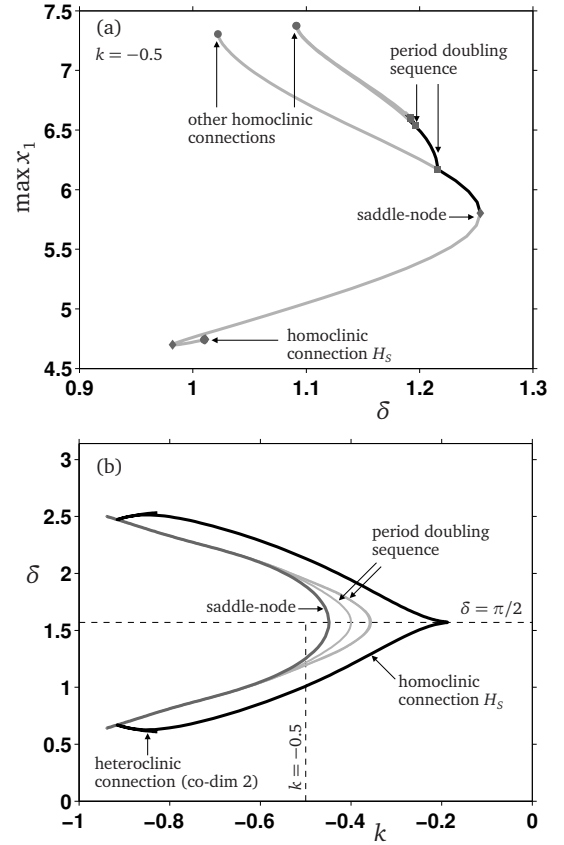 (a)
k = −0.5
7.5
7
6.5
6
5.5
5
4.5
max x₁
period doubling
sequence
other homoclinic
connections
saddle-node
homoclinic
connection H_S
0.9
1
1.1
1.2
1.3
δ
(b)
3
2.5
2
1.5
1
0.5
0
δ
period doubling
sequence
saddle-node
δ = π/2
homoclinic
connection H_S
heteroclinic
connection (co-dim 2)
k = −0.5
−1
−0.8
−0.6
−0.4
−0.2
0
k